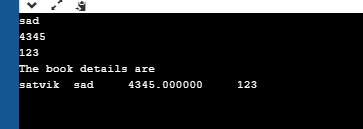 sad
4345
123
The book details are
satvik  sad     4345.000000     123